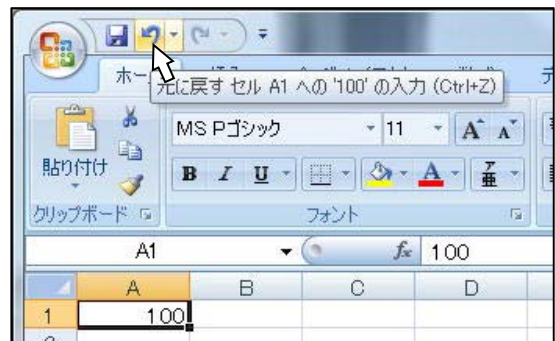 ホー
元に戻す セル A1 への '100' の入力 (Ctrl+Z)
MS Pゴシック 11 A A
貼り付け
B I U A
クリップボード フォント
A1 fx 100
A B C D
1 100